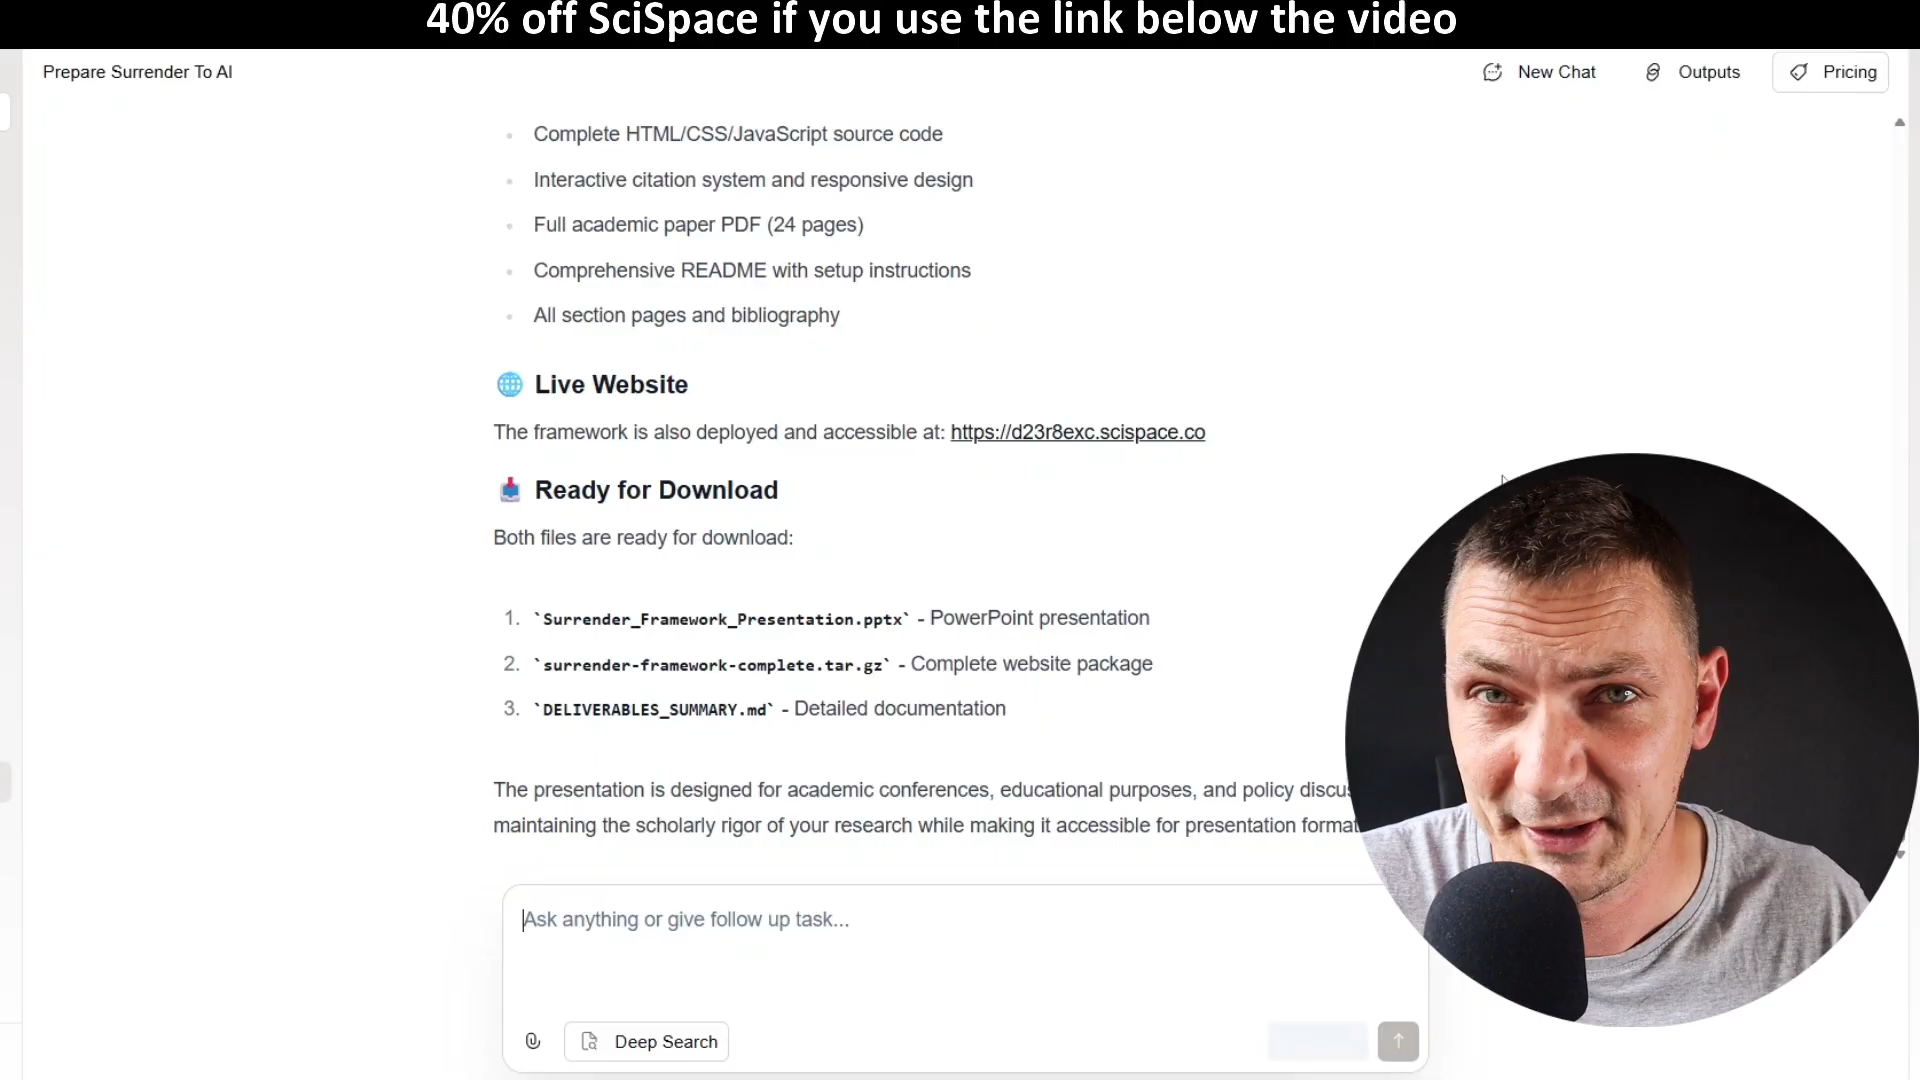 40% off SciSpace if you use the link below the video
Prepare Surrender To AI
New Chat
Outputs
Pricing
Complete HTML/CSS/JavaScript source code
Interactive citation system and responsive design
Full academic paper PDF (24 pages)
Comprehensive README with setup instructions
All section pages and bibliography
Live Website
The framework is also deployed and accessible at: https://d23r8exc.scispace.co
Ready for Download
Both files are ready for download:
1. `Surrender_Framework_Presentation.pptx` - PowerPoint presentation
2. `surrender-framework-complete.tar.gz` - Complete website package
3. `DELIVERABLES_SUMMARY.md` - Detailed documentation
The presentation is designed for academic conferences, educational purposes, and policy
maintaining the scholarly rigor of your research while making it accessible for presentation
Ask anything or give follow up task...
Deep Search